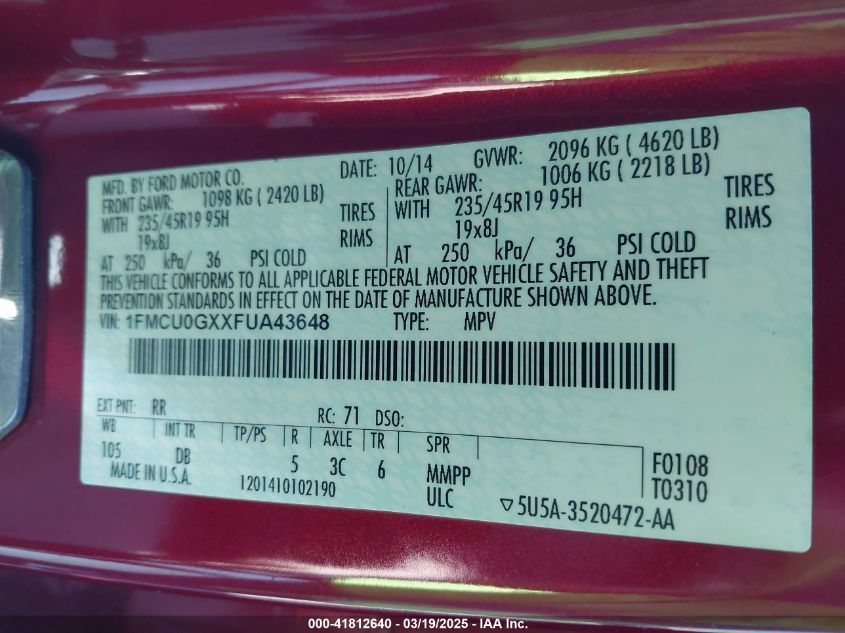 MFD. BY FORD MOTOR CO. DATE: 10/14 GVWR: 2096 KG ( 4620 LB)
FRONT GAWR: 1098 KG ( 2420 LB) REAR GAWR: 1006 KG ( 2218 LB)
WITH 235/45R19 95H TIRES WITH 235/45R19 95H TIRES
19x8J RIMS 19x8J RIMS
AT 250 kPa/ 36 PSI COLD AT 250 kPa/ 36 PSI COLD
THIS VEHICLE CONFORMS TO ALL APPLICABLE FEDERAL MOTOR VEHICLE SAFETY AND THEFT
PREVENTION STANDARDS IN EFFECT ON THE DATE OF MANUFACTURE SHOWN ABOVE.
VIN: 1FMCU0GXXFUA43648 TYPE: MPV
EXT PNT: RR RC: 71 DSO:
WB INT TR TP/PS R AXLE TR SPR
105 DB 5 3C 6 MMPP F0108
MADE IN U.S.A. 1201410102190 ULC T0310
▽5U5A-3520472-AA
000-41812640 - 03/19/2025 - IAAI Inc.